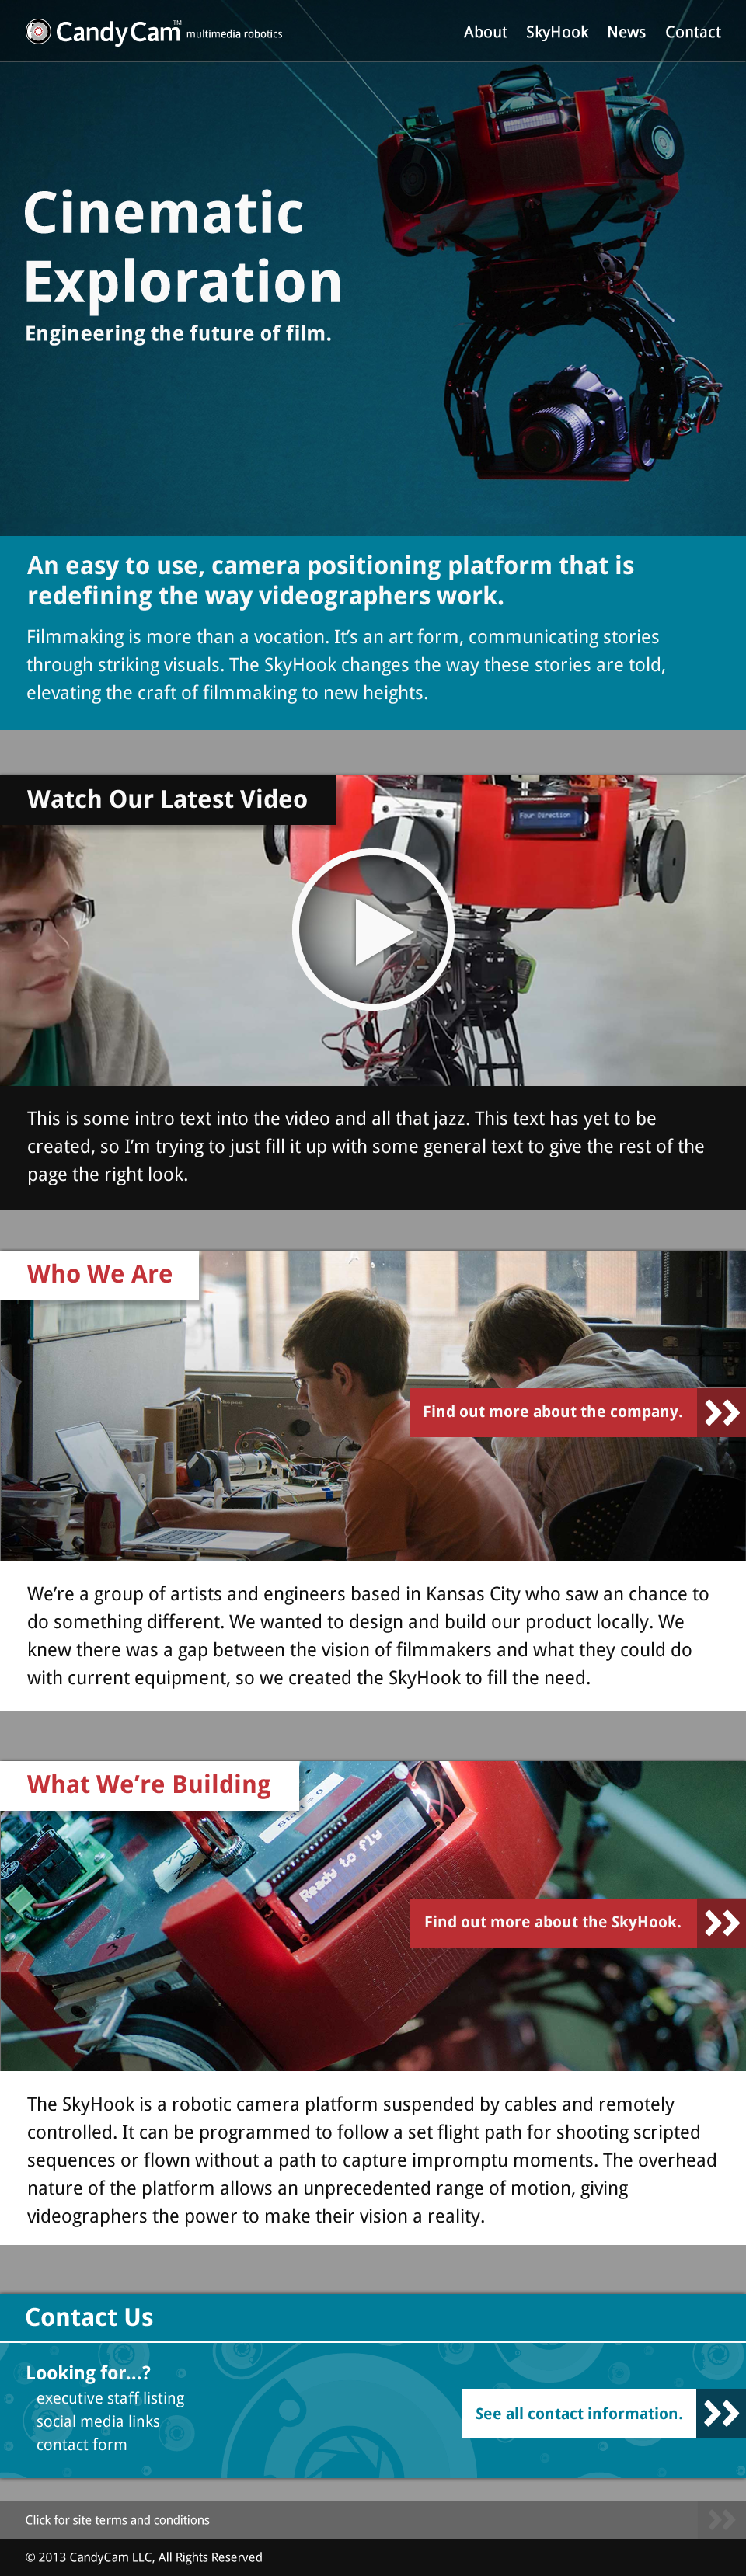 CandyCam™ multimedia robotics
About SkyHook News Contact
Cinematic
Exploration
Engineering the future of film.
An easy to use, camera positioning platform that is
redefining the way videographers work.
Filmmaking is more than a vocation. It’s an art form, communicating stories
through striking visuals. The SkyHook changes the way these stories are told,
elevating the craft of filmmaking to new heights.
Watch Our Latest Video
Four Direction
This is some intro text into the video and all that jazz. This text has yet to be
created, so I’m trying to just fill it up with some general text to give the rest of the
page the right look.
Who We Are
Find out more about the company.
We’re a group of artists and engineers based in Kansas City who saw an chance to
do something different. We wanted to design and build our product locally. We
knew there was a gap between the vision of filmmakers and what they could do
with current equipment, so we created the SkyHook to fill the need.
What We’re Building
Ready to fly
3
Find out more about the SkyHook.
The SkyHook is a robotic camera platform suspended by cables and remotely
controlled. It can be programmed to follow a set flight path for shooting scripted
sequences or flown without a path to capture impromptu moments. The overhead
nature of the platform allows an unprecedented range of motion, giving
videographers the power to make their vision a reality.
Contact Us
Looking for...?
executive staff listing
social media links
contact form
See all contact information.
Click for site terms and conditions
© 2013 CandyCam LLC, All Rights Reserved